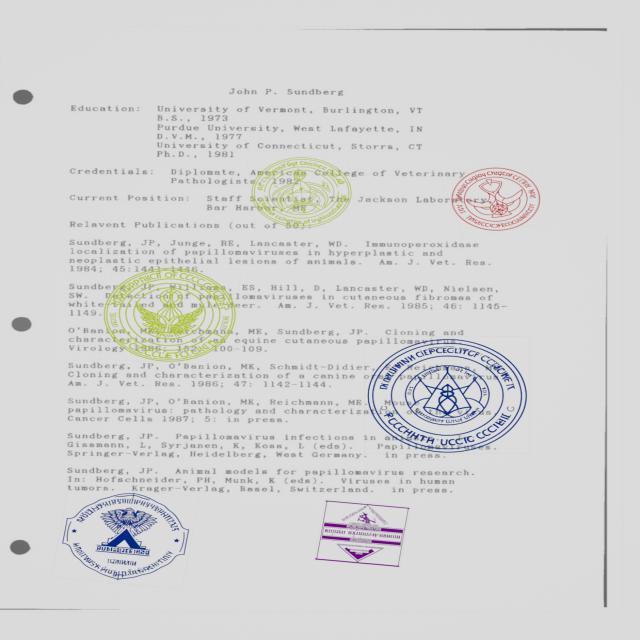 John P. Sundberg
Education: University of Vermont, Burlington, VT
B.S., 1973
Purdue University, West Lafayette, IN
D.V.M., 1977
University of Connecticut, Storrs, CT
Ph.D., 1981
Credentials: Diplomate, American College of Veterinary
Pathologists, 1982
Current Position: Staff Scientist, The Jackson Laboratory
Bar Harbor, ME
Relavent Publications (out of 50):
Sundberg, JP, Junge, RE, Lancaster, WD. Immunoperoxidase
localization of papillomaviruses in hyperplastic and
neoplastic epithelial lesions of animals. Am. J. Vet. Res.
1984; 45:1441-1446.
Sundberg, JP, Williams, ES, Hill, D, Lancaster, WD, Nielsen,
SW. Detection of papillomaviruses in cutaneous fibromas of
white-tailed and mule deer. Am. J. Vet. Res. 1985; 46: 1145-
1149.
O'Banion, MK, Reichmann, ME, Sundberg, JP. Cloning and
characterization of an equine cutaneous papillomavirus.
Virology 1986; 152: 100-109.
Sundberg, JP, O'Banion, MK, Schmidt-Didier, Reichmann,
Cloning and characterization of a canine oral papillomavirus.
Am. J. Vet. Res. 1986; 47: 1142-1144.
Sundberg, JP, O'Banion, MK, Reichmann, ME.
papillomavirus: pathology and characterization
Cancer Cells 1987; 5: in press.
Sundberg, JP. Papillomavirus infections in
Gissmann, L, Syrjanen, K, Koss, L (eds). Papillomaviruses.
Springer-Verlag, Heidelberg, West Germany. in press.
Sundberg, JP. Animal models for papillomavirus research.
In: Hofschneider, PH, Munk, K (eds). Viruses in human
tumors. Krager-Verlag, Basel, Switzerland. in press.